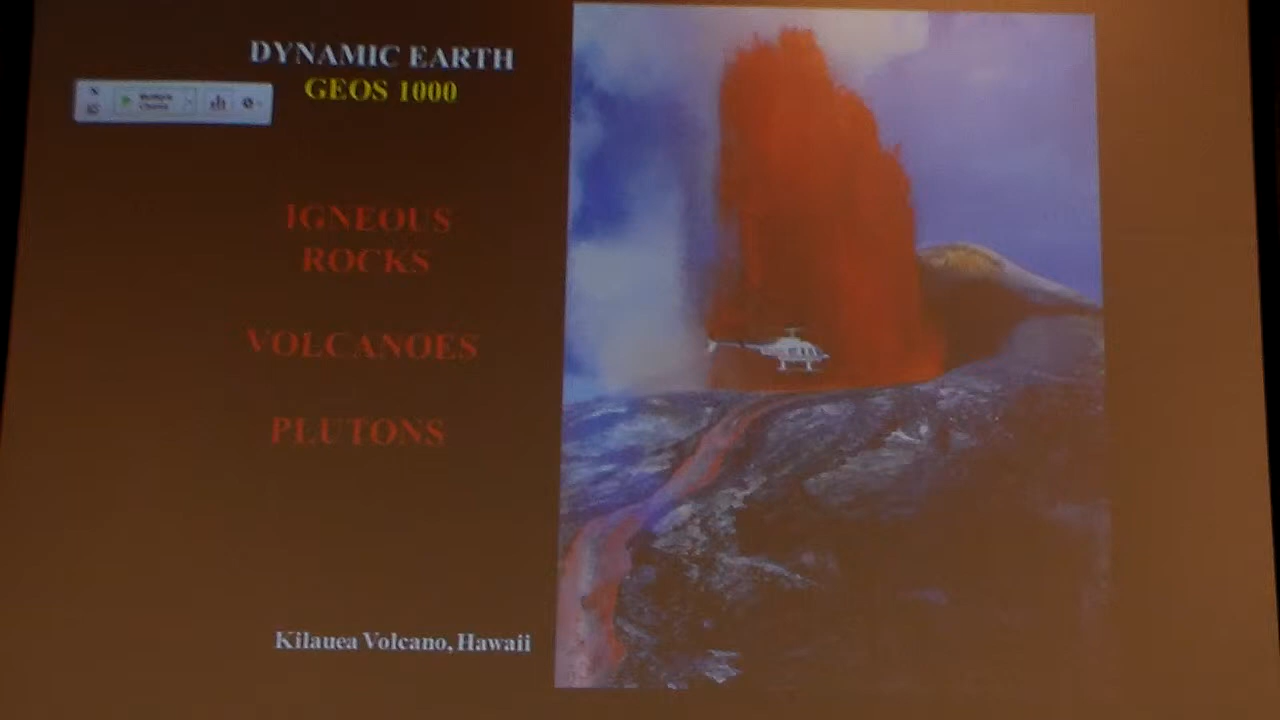 DYNAMIC EARTH
GEOS 1000
IGNEOUS
ROCKS
VOLCANOES
PLUTONS
Kilauea Volcano, Hawaii